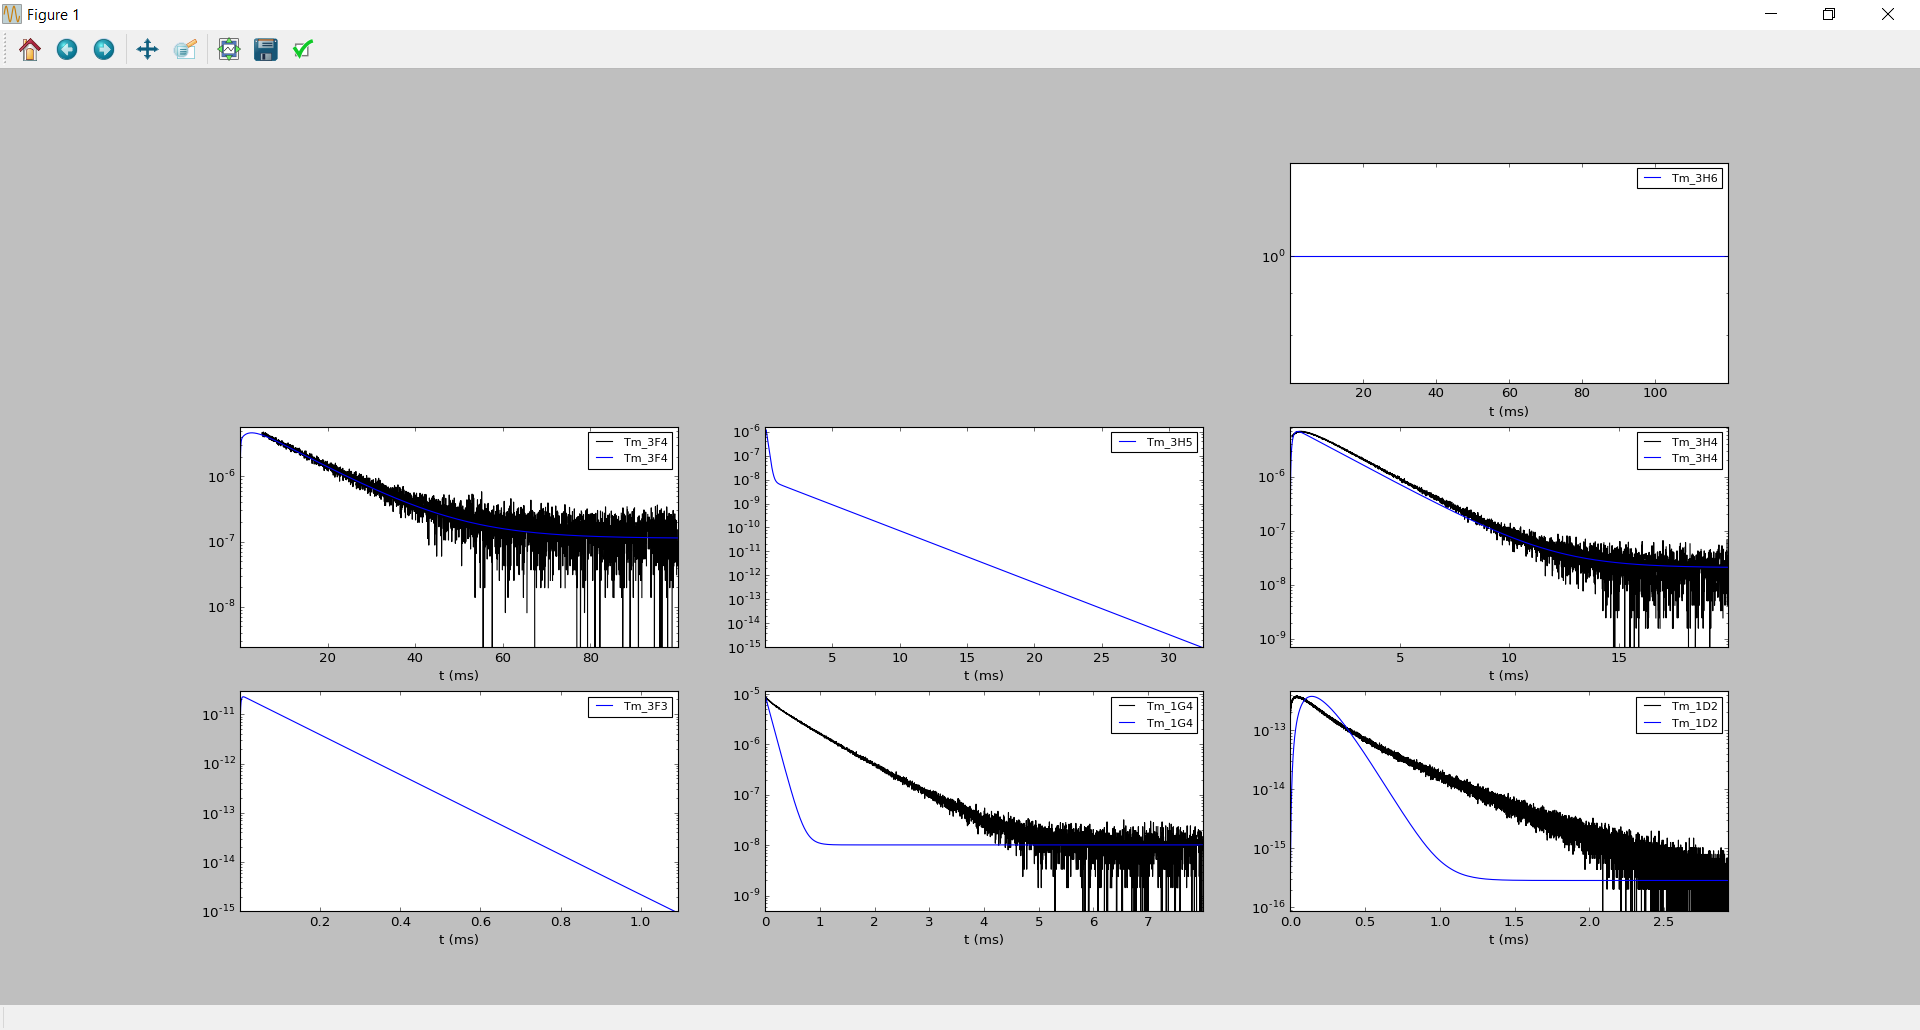 Figure 1
Tm_3H6
10^0
20 40 60 80 100
t (ms)
Tm_3F4
Tm_3F4
10^-6
10^-7
10^-8
20 40 60 80
t (ms)
Tm_3H5
10^-6
10^-7
10^-8
10^-9
10^-10
10^-11
10^-12
10^-13
10^-14
10^-15
5 10 15 20 25 30
t (ms)
Tm_3H4
Tm_3H4
10^-6
10^-7
10^-8
10^-9
5 10 15
t (ms)
Tm_3F3
10^-11
10^-12
10^-13
10^-14
10^-15
0.2 0.4 0.6 0.8 1.0
t (ms)
Tm_1G4
Tm_1G4
10^-5
10^-6
10^-7
10^-8
10^-9
0 1 2 3 4 5 6 7
t (ms)
Tm_1D2
Tm_1D2
10^-13
10^-14
10^-15
10^-16
0.0 0.5 1.0 1.5 2.0 2.5
t (ms)